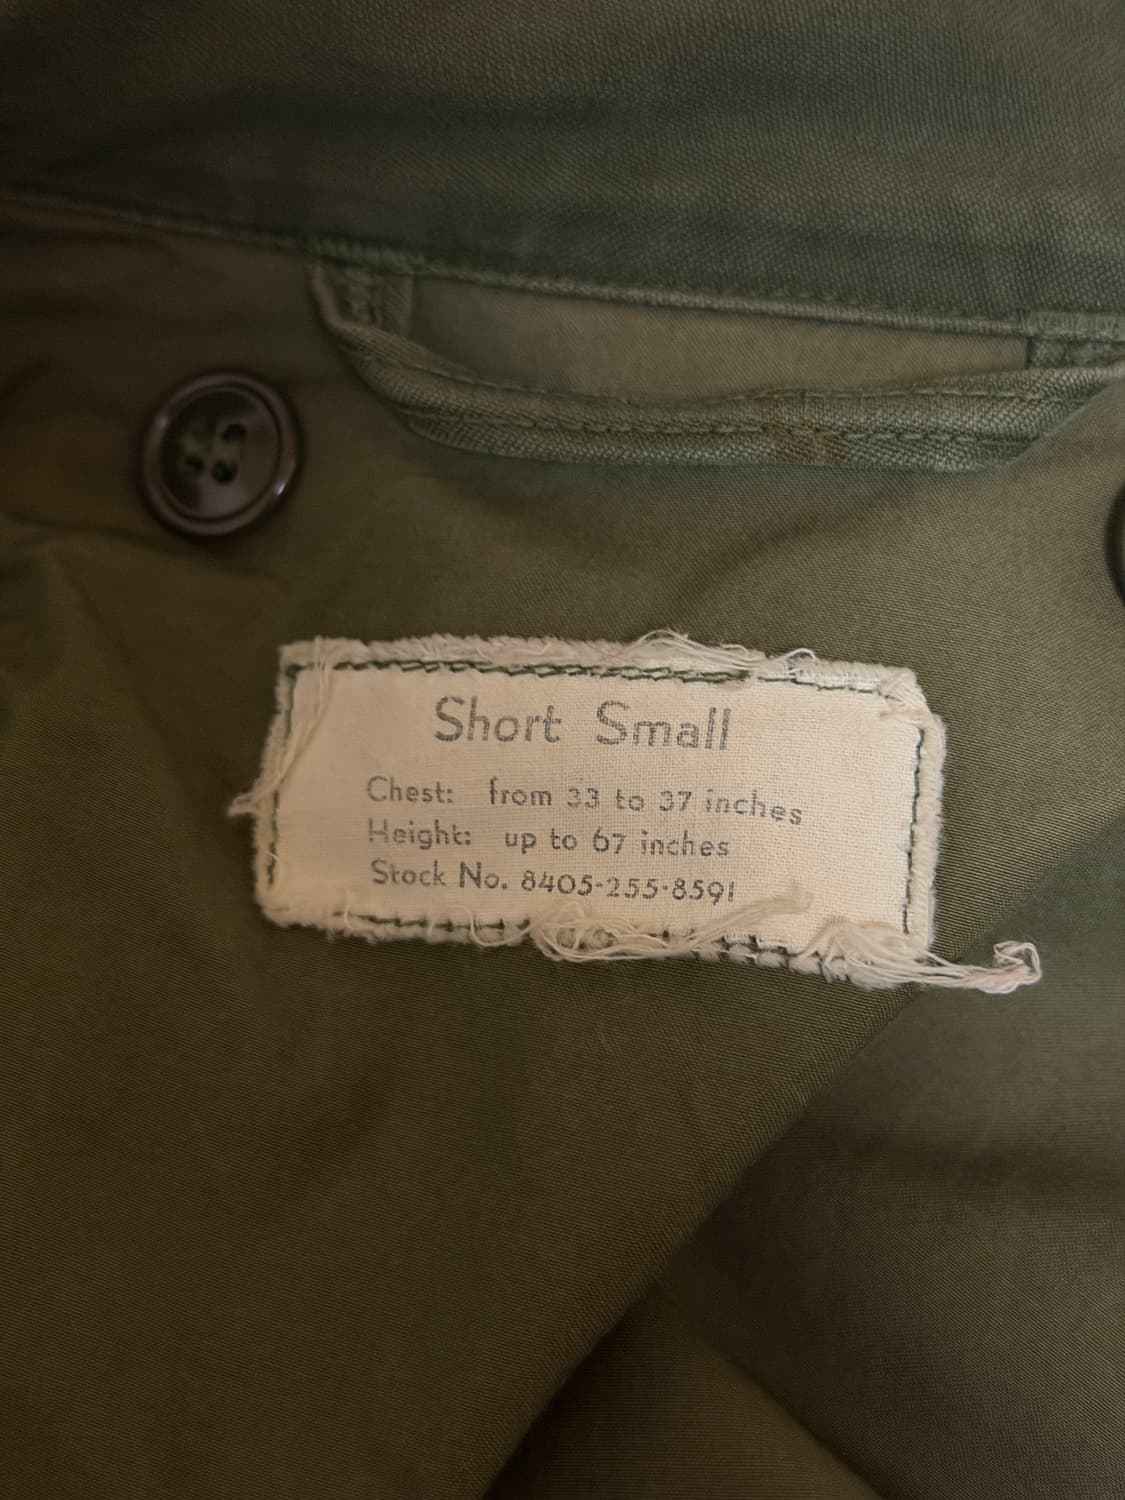 Short Small
Chest: from 33 to 37 inches
Height: up to 67 inches
Stock No. 8405-255-8591